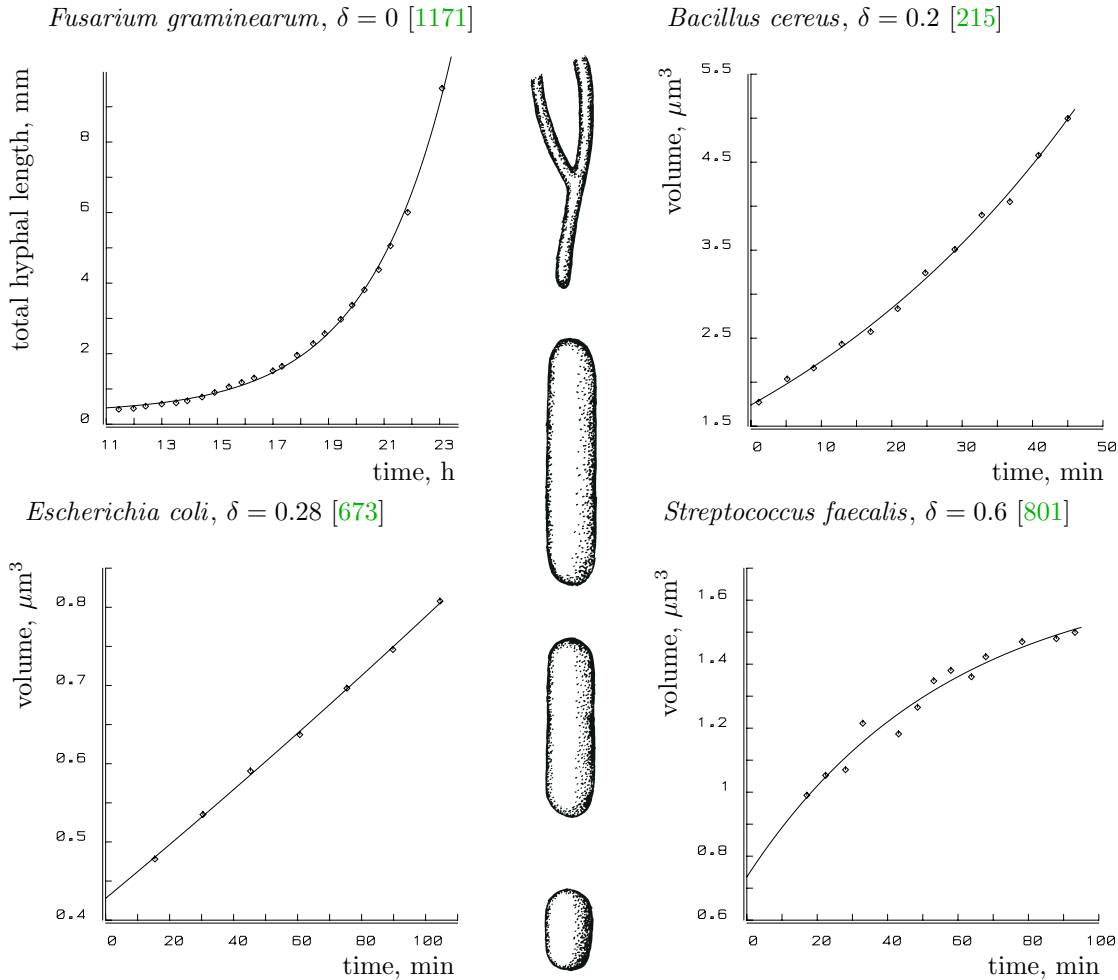 Fusarium graminearum, δ = 0 [1171]
total hyphal length, mm
8
6
4
2
0
11 13 15 17 19 21 23
time, h
Bacillus cereus, δ = 0.2 [215]
volume, μm³
5.5
4.5
3.5
2.5
1.5
0 10 20 30 40 50
time, min
Escherichia coli, δ = 0.28 [673]
volume, μm³
0.8
0.7
0.6
0.5
0.4
0 20 40 60 80 100
time, min
Streptococcus faecalis, δ = 0.6 [801]
volume, μm³
1.6
1.4
1.2
1
0.8
0.6
0 20 40 60 80 100
time, min